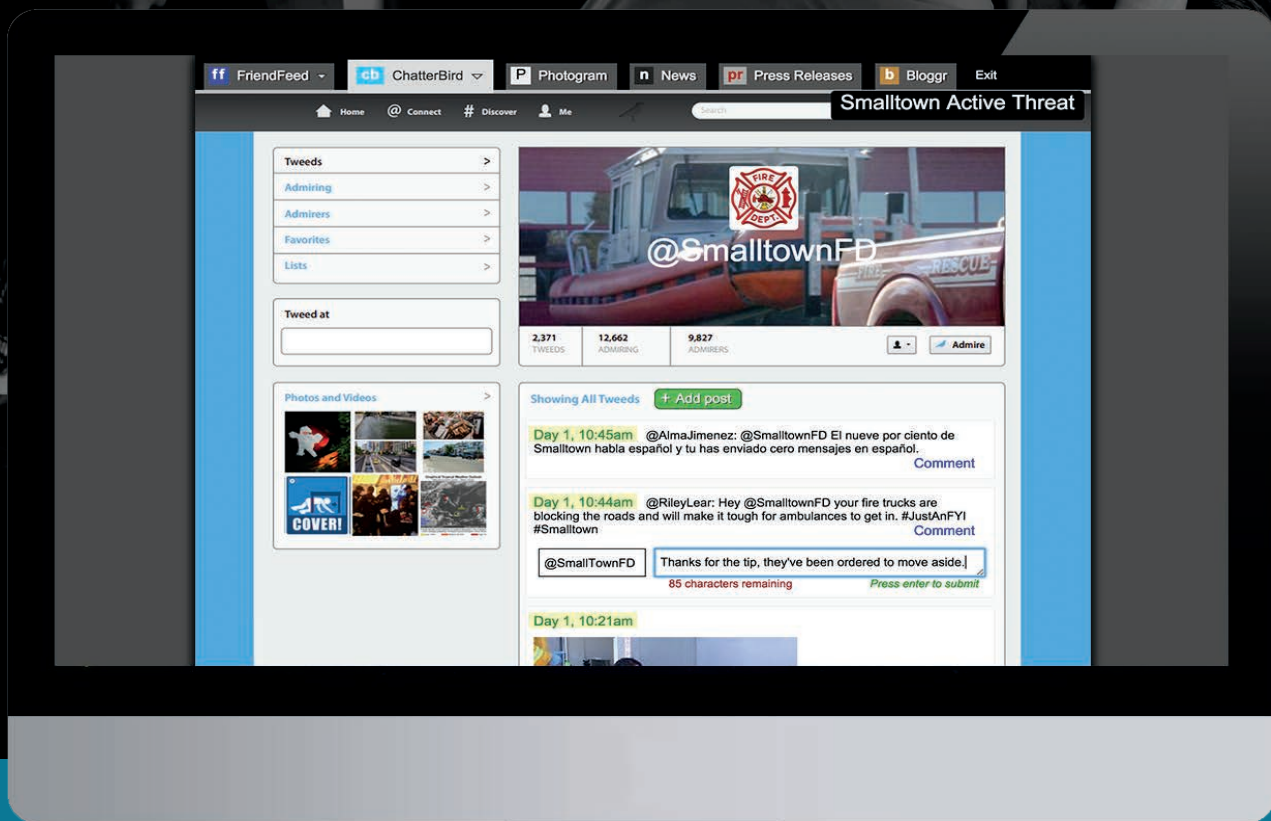 ff FriendFeed
cb ChatterBird
P Photogram
n News
pr Press Releases
b Bloggr
Exit
Home
@ Connect
# Discover
Me
Search
Smalltown Active Threat
Tweeds >
Admiring >
Admirers >
Favorites >
Lists >
Tweed at
Photos and Videos >
COVER!
FIRE
DEPT.
@SmalltownFD
FIRE RESCUE
2,371
TWEEDS
12,662
ADMIRING
9,827
ADMIRERS
Admire
Showing All Tweeds
+ Add post
Day 1, 10:45am @AlmaJimenez: @SmalltownFD El nueve por ciento de
Smalltown habla español y tu has enviado cero mensajes en español.
Comment
Day 1, 10:44am @RileyLear: Hey @SmalltownFD your fire trucks are
blocking the roads and will make it tough for ambulances to get in. #JustAnFYI
#Smalltown
Comment
@SmallTownFD
Thanks for the tip, they've been ordered to move aside.
85 characters remaining
Press enter to submit
Day 1, 10:21am